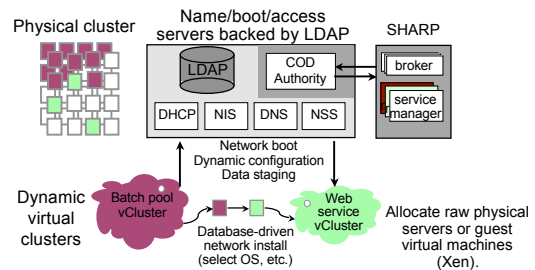 Physical cluster
Name/boot/access
servers backed by LDAP
SHARP
LDAP
COD
Authority
broker
service
manager
DHCP
NIS
DNS
NSS
Network boot
Dynamic configuration
Data staging
Dynamic
virtual
clusters
Batch pool
vCluster
Web
service
vCluster
Database-driven
network install
(select OS, etc.)
Allocate raw physical
servers or guest
virtual machines
(Xen).